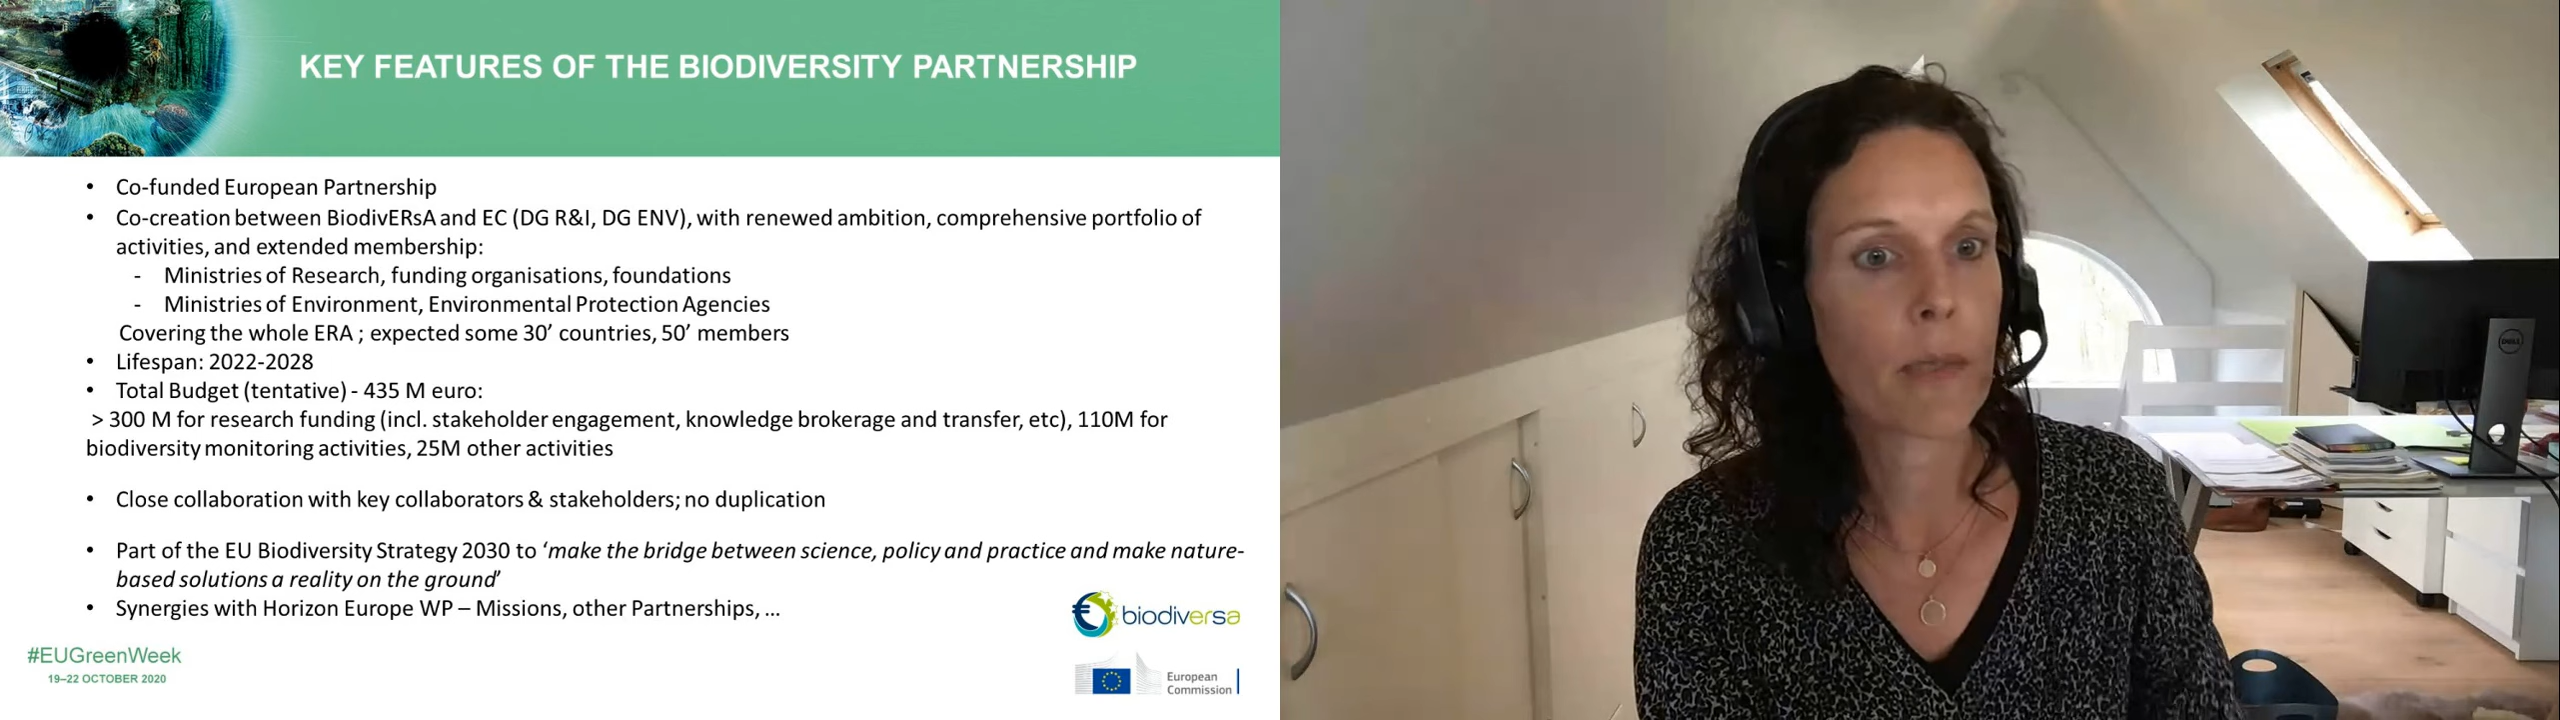 KEY FEATURES OF THE BIODIVERSITY PARTNERSHIP
• Co-funded European Partnership
• Co-creation between BiodivERsA and EC (DG R&I, DG ENV), with renewed ambition, comprehensive portfolio of
activities, and extended membership:
- Ministries of Research, funding organisations, foundations
- Ministries of Environment, Environmental Protection Agencies
Covering the whole ERA ; expected some 30’ countries, 50’ members
• Lifespan: 2022-2028
• Total Budget (tentative) - 435 M euro:
> 300 M for research funding (incl. stakeholder engagement, knowledge brokerage and transfer, etc), 110M for
biodiversity monitoring activities, 25M other activities
• Close collaboration with key collaborators & stakeholders; no duplication
• Part of the EU Biodiversity Strategy 2030 to ‘make the bridge between science, policy and practice and make nature-
based solutions a reality on the ground’
• Synergies with Horizon Europe WP – Missions, other Partnerships, ...
biodiversa
#EUGreenWeek
19–22 OCTOBER 2020
European
Commission
DELL